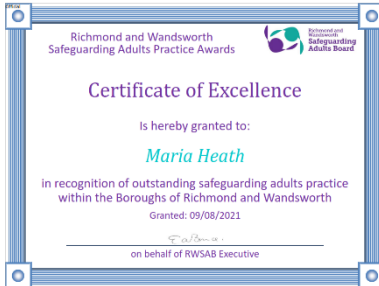 Richmond and Wandsworth
Safeguarding Adults Practice Awards
Richmond and
Wandsworth
Safeguarding
Adults Board
Certificate of Excellence
Is hereby granted to:
Maria Heath
in recognition of outstanding safeguarding adults practice
within the Boroughs of Richmond and Wandsworth
Granted: 09/08/2021
on behalf of RWSAB Executive